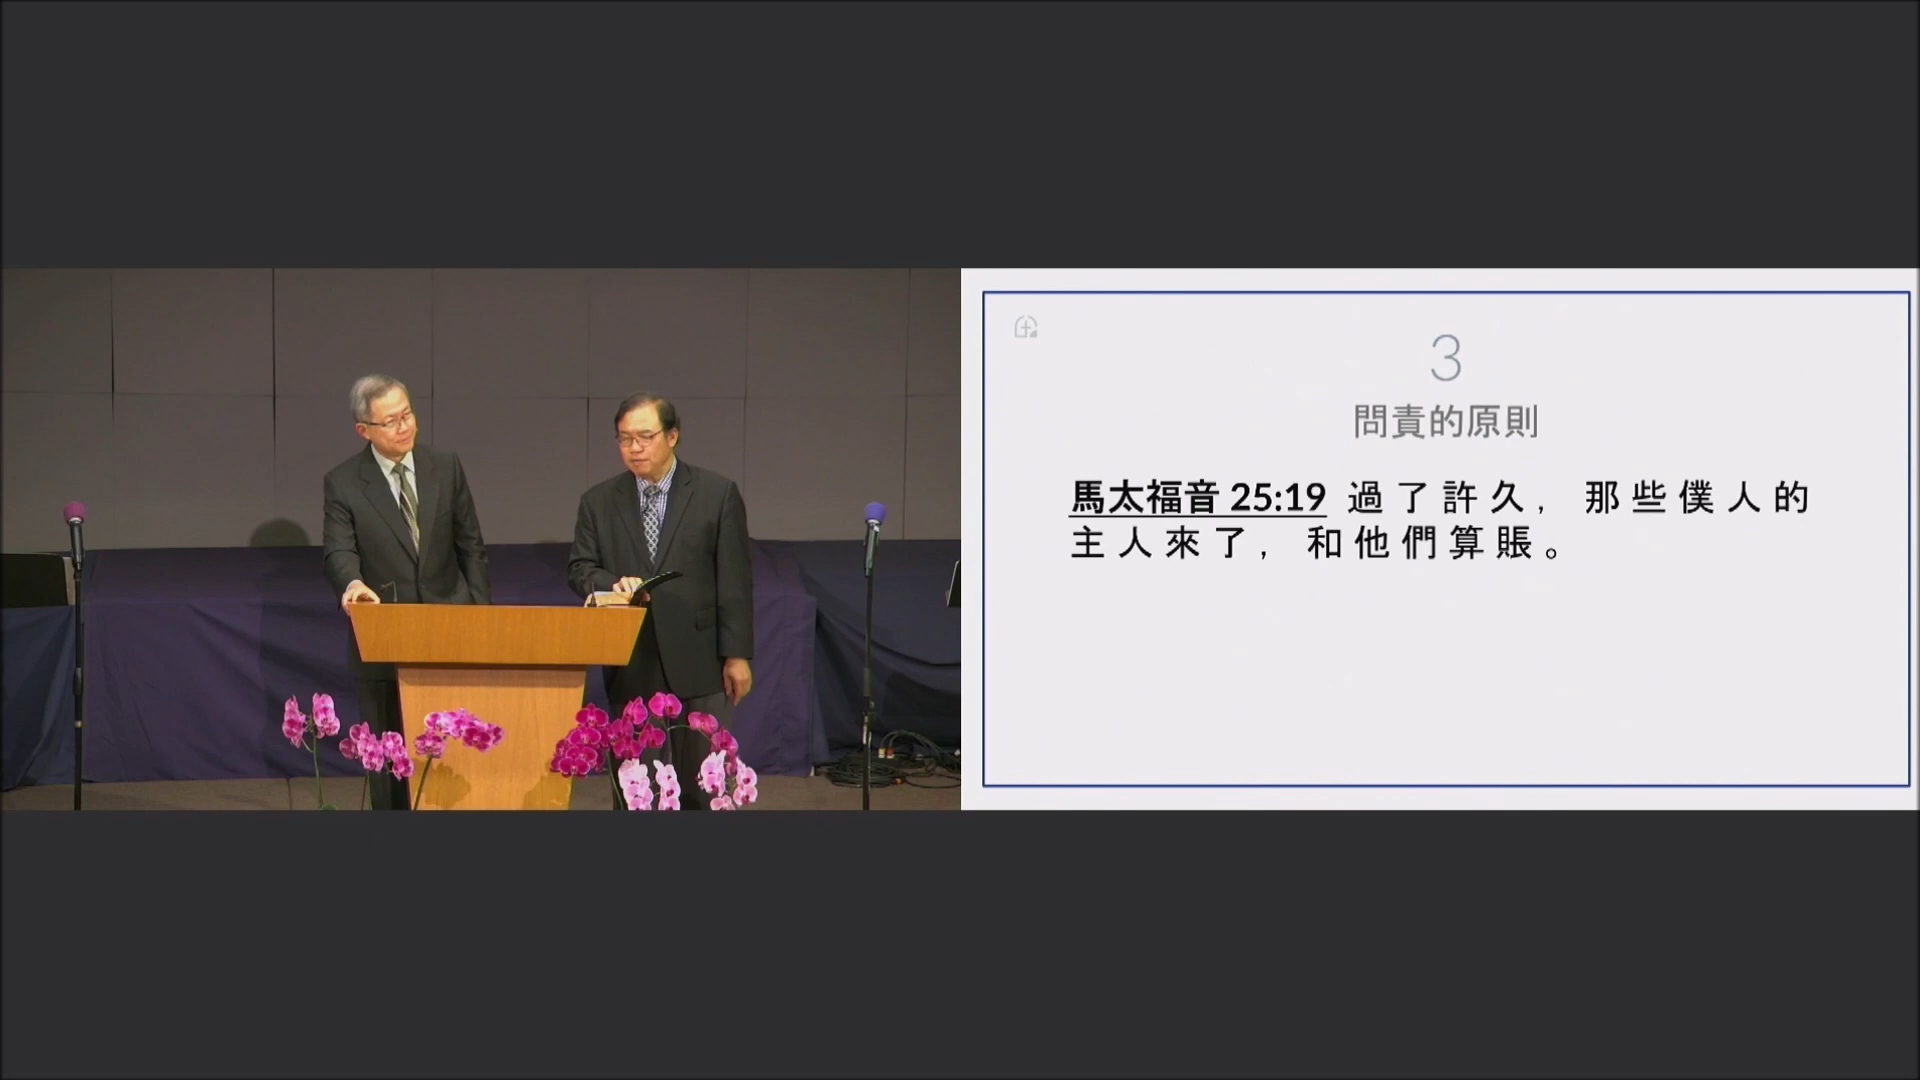 3
問責的原則
馬太福音 25:19 過了許久, 那些僕人的
主人來了, 和他們算賬。